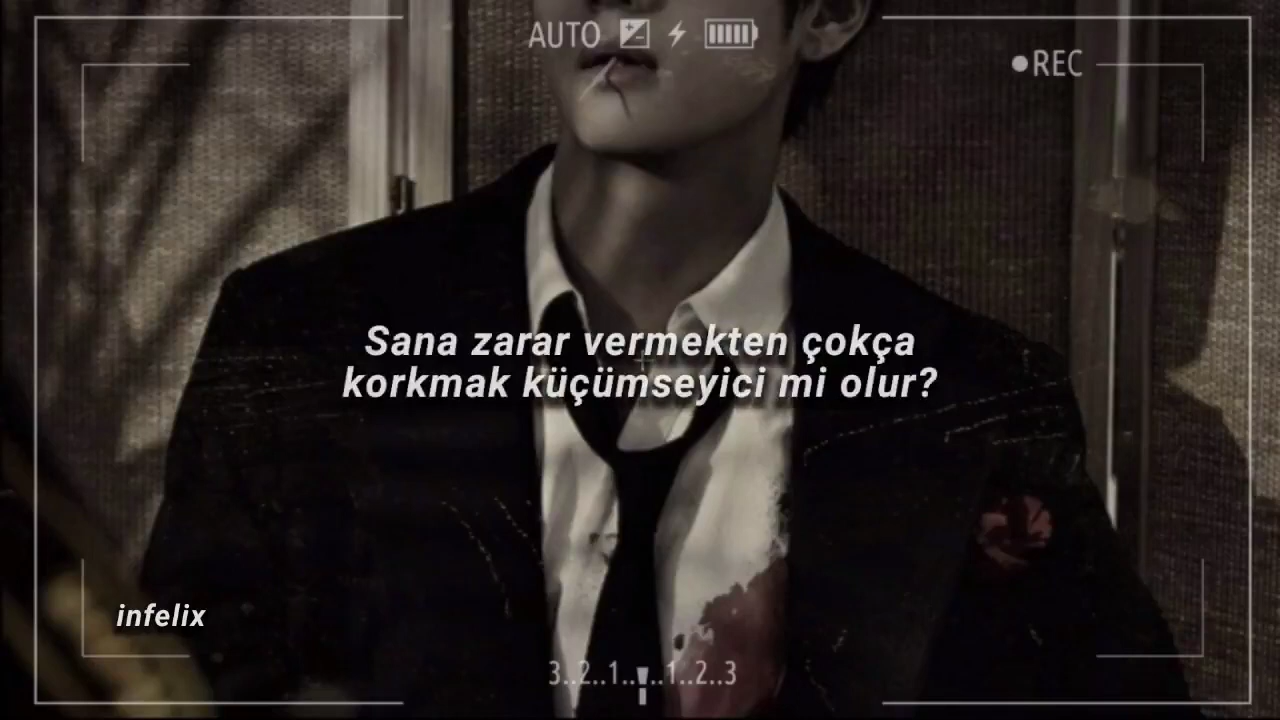 AUTO
●REC
Sana zarar vermekten çokça
korkmak küçümseyici mi olur?
infelix
3..2..1..¦..1..2..3